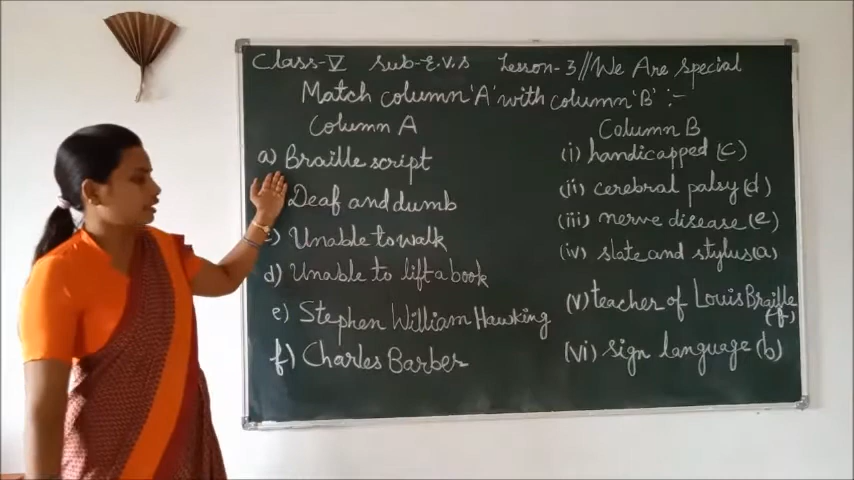 Class-V Sub-E.V.S Lesson-3//We Are Special
Match column 'A' with column 'B' :-
Column A Column B
a) Braille script (i) handicapped (c)
Deaf and dumb (ii) cerebral palsy (d)
c) Unable to walk (iii) nerve disease (e)
d) Unable to lift a book (iv) slate and stylus (a)
e) Stephen William Hawking (v) teacher of Louis Braille (f)
f) Charles Barber (vi) sign language (b)